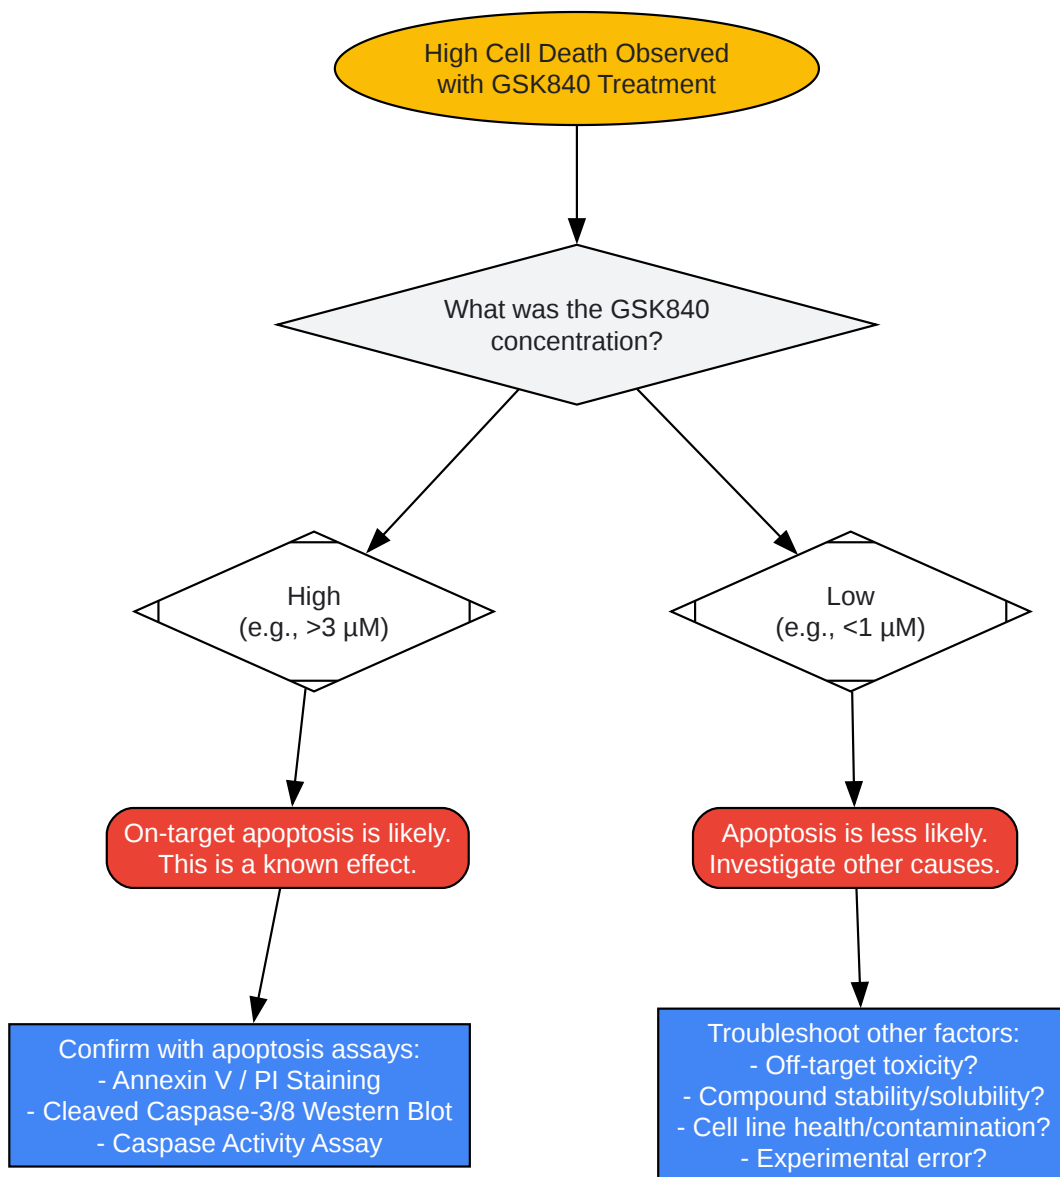 High Cell Death Observed
with GSK840 Treatment
What was the GSK840
concentration?
High
(e.g., >3 µM)
Low
(e.g., <1 µM)
On-target apoptosis is likely.
This is a known effect.
Apoptosis is less likely.
Investigate other causes.
Confirm with apoptosis assays:
- Annexin V / PI Staining
- Cleaved Caspase-3/8 Western Blot
- Caspase Activity Assay
Troubleshoot other factors:
- Off-target toxicity?
- Compound stability/solubility?
- Cell line health/contamination?
- Experimental error?